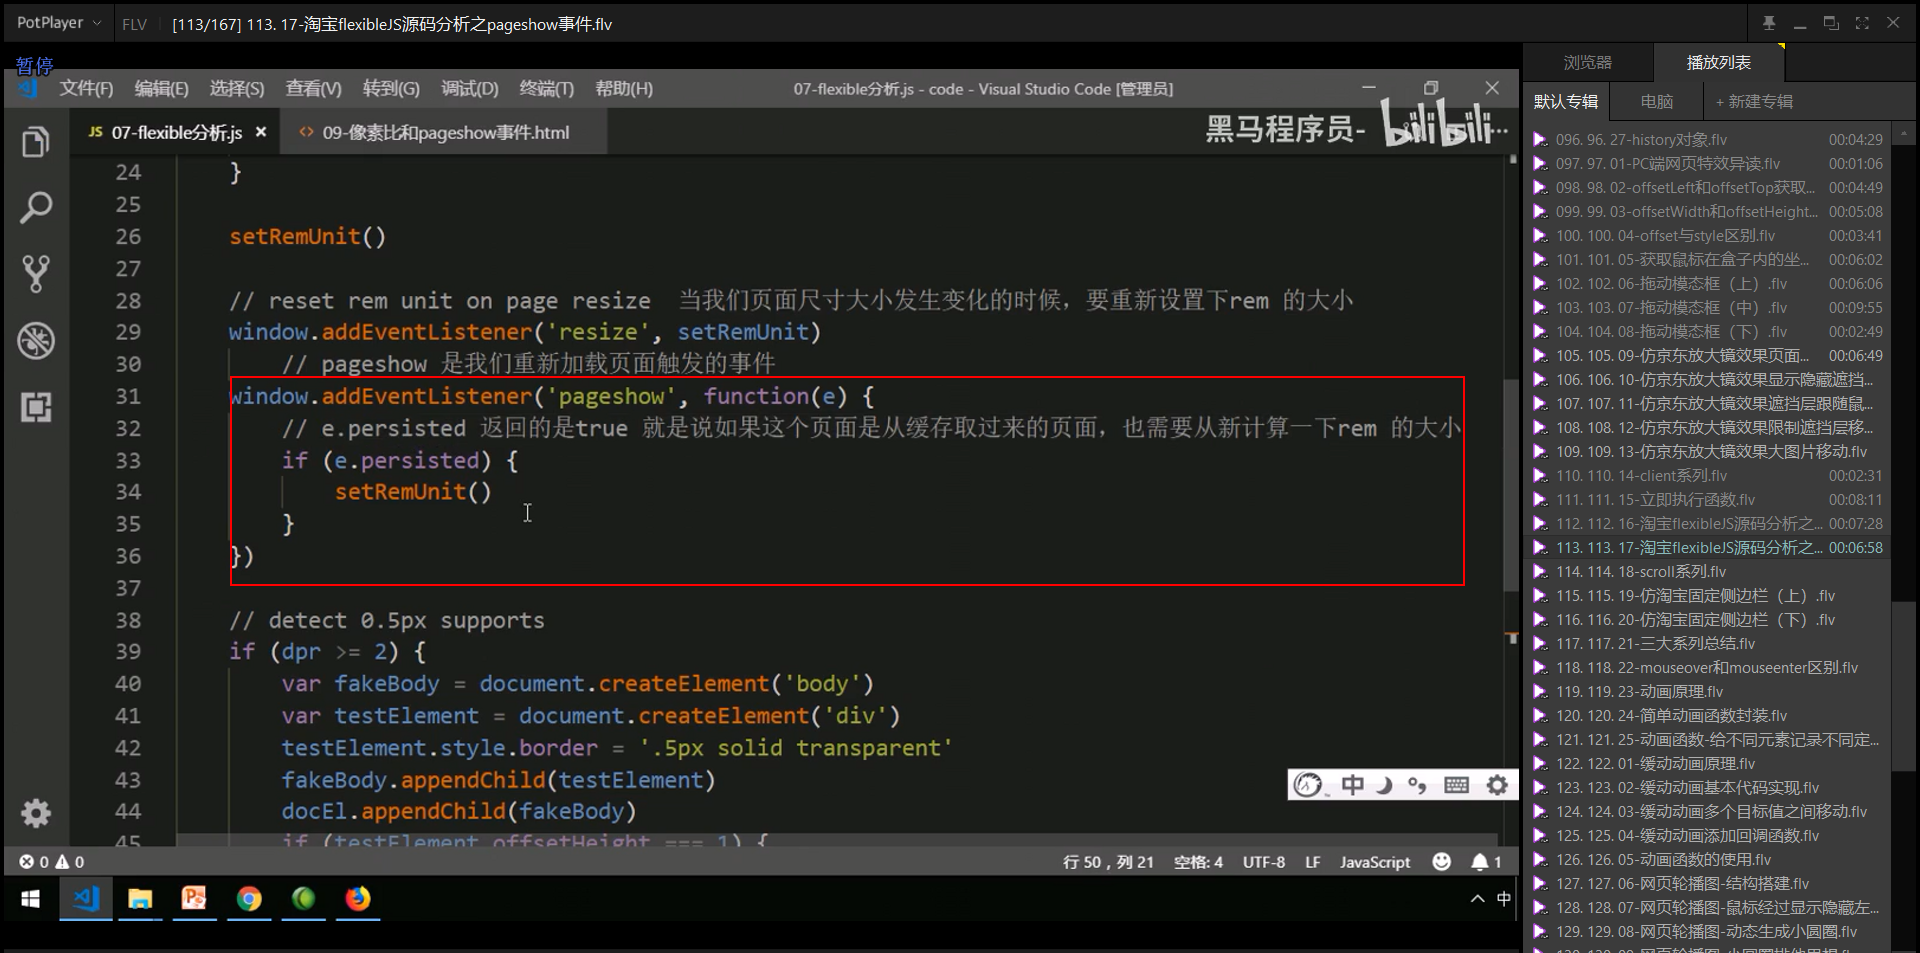 PotPlayer
FLV
[113/167] 113. 17-淘宝flexibleJS源码分析之pageshow事件.flv
暂停
文件(F) 编辑(E) 选择(S) 查看(V) 转到(G) 调试(D) 终端(T) 帮助(H)
07-flexible分析.js - code - Visual Studio Code [管理员]
JS 07-flexible分析.js ×
<> 09-像素比和pageshow事件.html
黑马程序员- bilibili
24 }
25
26 setRemUnit()
27
28 // reset rem unit on page resize 当我们页面尺寸大小发生变化的时候，要重新设置下rem 的大小
29 window.addEventListener('resize', setRemUnit)
30 // pageshow 是我们重新加载页面触发的事件
31 window.addEventListener('pageshow', function(e) {
32 // e.persisted 返回的是true 就是说如果这个页面是从缓存取过来的页面，也需要从新计算一下rem 的大小
33 if (e.persisted) {
34 setRemUnit()
35 }
36 })
37
38 // detect 0.5px supports
39 if (dpr >= 2) {
40 var fakeBody = document.createElement('body')
41 var testElement = document.createElement('div')
42 testElement.style.border = '.5px solid transparent'
43 fakeBody.appendChild(testElement)
44 docEl.appendChild(fakeBody)
45 if (testElement.offsetHeight === 1) {
中
0 0
行 50，列 21 空格: 4 UTF-8 LF JavaScript 1
中
浏览器 播放列表
默认专辑 电脑 + 新建专辑
096. 96. 27-history对象.flv 00:04:29
097. 97. 01-PC端网页特效导读.flv 00:01:06
098. 98. 02-offsetLeft和offsetTop获取... 00:04:49
099. 99. 03-offsetWidth和offsetHeight... 00:05:08
100. 100. 04-offset与style区别.flv 00:03:41
101. 101. 05-获取鼠标在盒子内的坐... 00:06:02
102. 102. 06-拖动模态框（上）.flv 00:06:06
103. 103. 07-拖动模态框（中）.flv 00:09:55
104. 104. 08-拖动模态框（下）.flv 00:02:49
105. 105. 09-仿京东放大镜效果页面... 00:06:49
106. 106. 10-仿京东放大镜效果显示隐藏遮挡...
107. 107. 11-仿京东放大镜效果遮挡层跟随鼠...
108. 108. 12-仿京东放大镜效果限制遮挡层移...
109. 109. 13-仿京东放大镜效果大图片移动.flv
110. 110. 14-client系列.flv 00:02:31
111. 111. 15-立即执行函数.flv 00:08:11
112. 112. 16-淘宝flexibleJS源码分析之... 00:07:28
113. 113. 17-淘宝flexibleJS源码分析之... 00:06:58
114. 114. 18-scroll系列.flv
115. 115. 19-仿淘宝固定侧边栏（上）.flv
116. 116. 20-仿淘宝固定侧边栏（下）.flv
117. 117. 21-三大系列总结.flv
118. 118. 22-mouseover和mouseenter区别.flv
119. 119. 23-动画原理.flv
120. 120. 24-简单动画函数封装.flv
121. 121. 25-动画函数-给不同元素记录不同定...
122. 122. 01-缓动动画原理.flv
123. 123. 02-缓动动画基本代码实现.flv
124. 124. 03-缓动动画多个目标值之间移动.flv
125. 125. 04-缓动动画添加回调函数.flv
126. 126. 05-动画函数的使用.flv
127. 127. 06-网页轮播图-结构搭建.flv
128. 128. 07-网页轮播图-鼠标经过显示隐藏左...
129. 129. 08-网页轮播图-动态生成小圆圈.flv